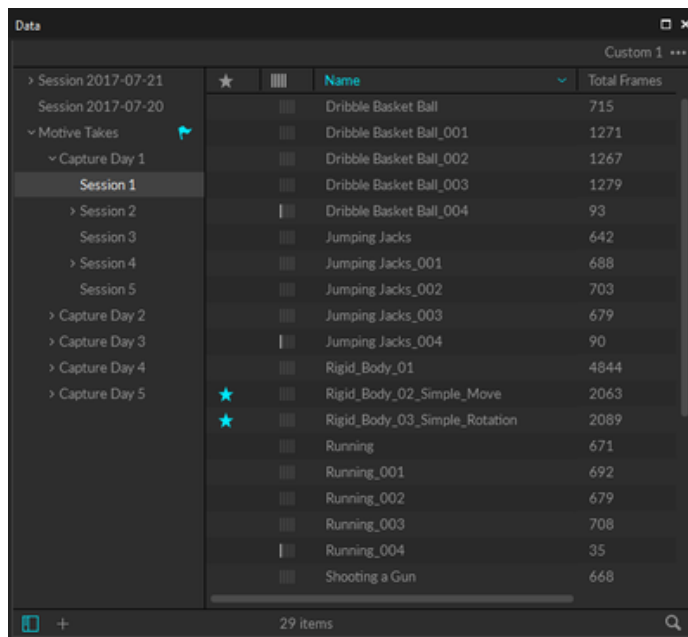 Data
Custom 1
Session 2017-07-21
Session 2017-07-20
Motive Takes
Capture Day 1
Session 1
Session 2
Session 3
Session 4
Session 5
Capture Day 2
Capture Day 3
Capture Day 4
Capture Day 5
Name Total Frames
Dribble Basket Ball 715
Dribble Basket Ball_001 1271
Dribble Basket Ball_002 1267
Dribble Basket Ball_003 1279
Dribble Basket Ball_004 93
Jumping Jacks 642
Jumping Jacks_001 688
Jumping Jacks_002 703
Jumping Jacks_003 679
Jumping Jacks_004 90
Rigid_Body_01 4844
Rigid_Body_02_Simple_Move 2063
Rigid_Body_03_Simple_Rotation 2089
Running 671
Running_001 692
Running_002 679
Running_003 708
Running_004 35
Shooting a Gun 668
29 items